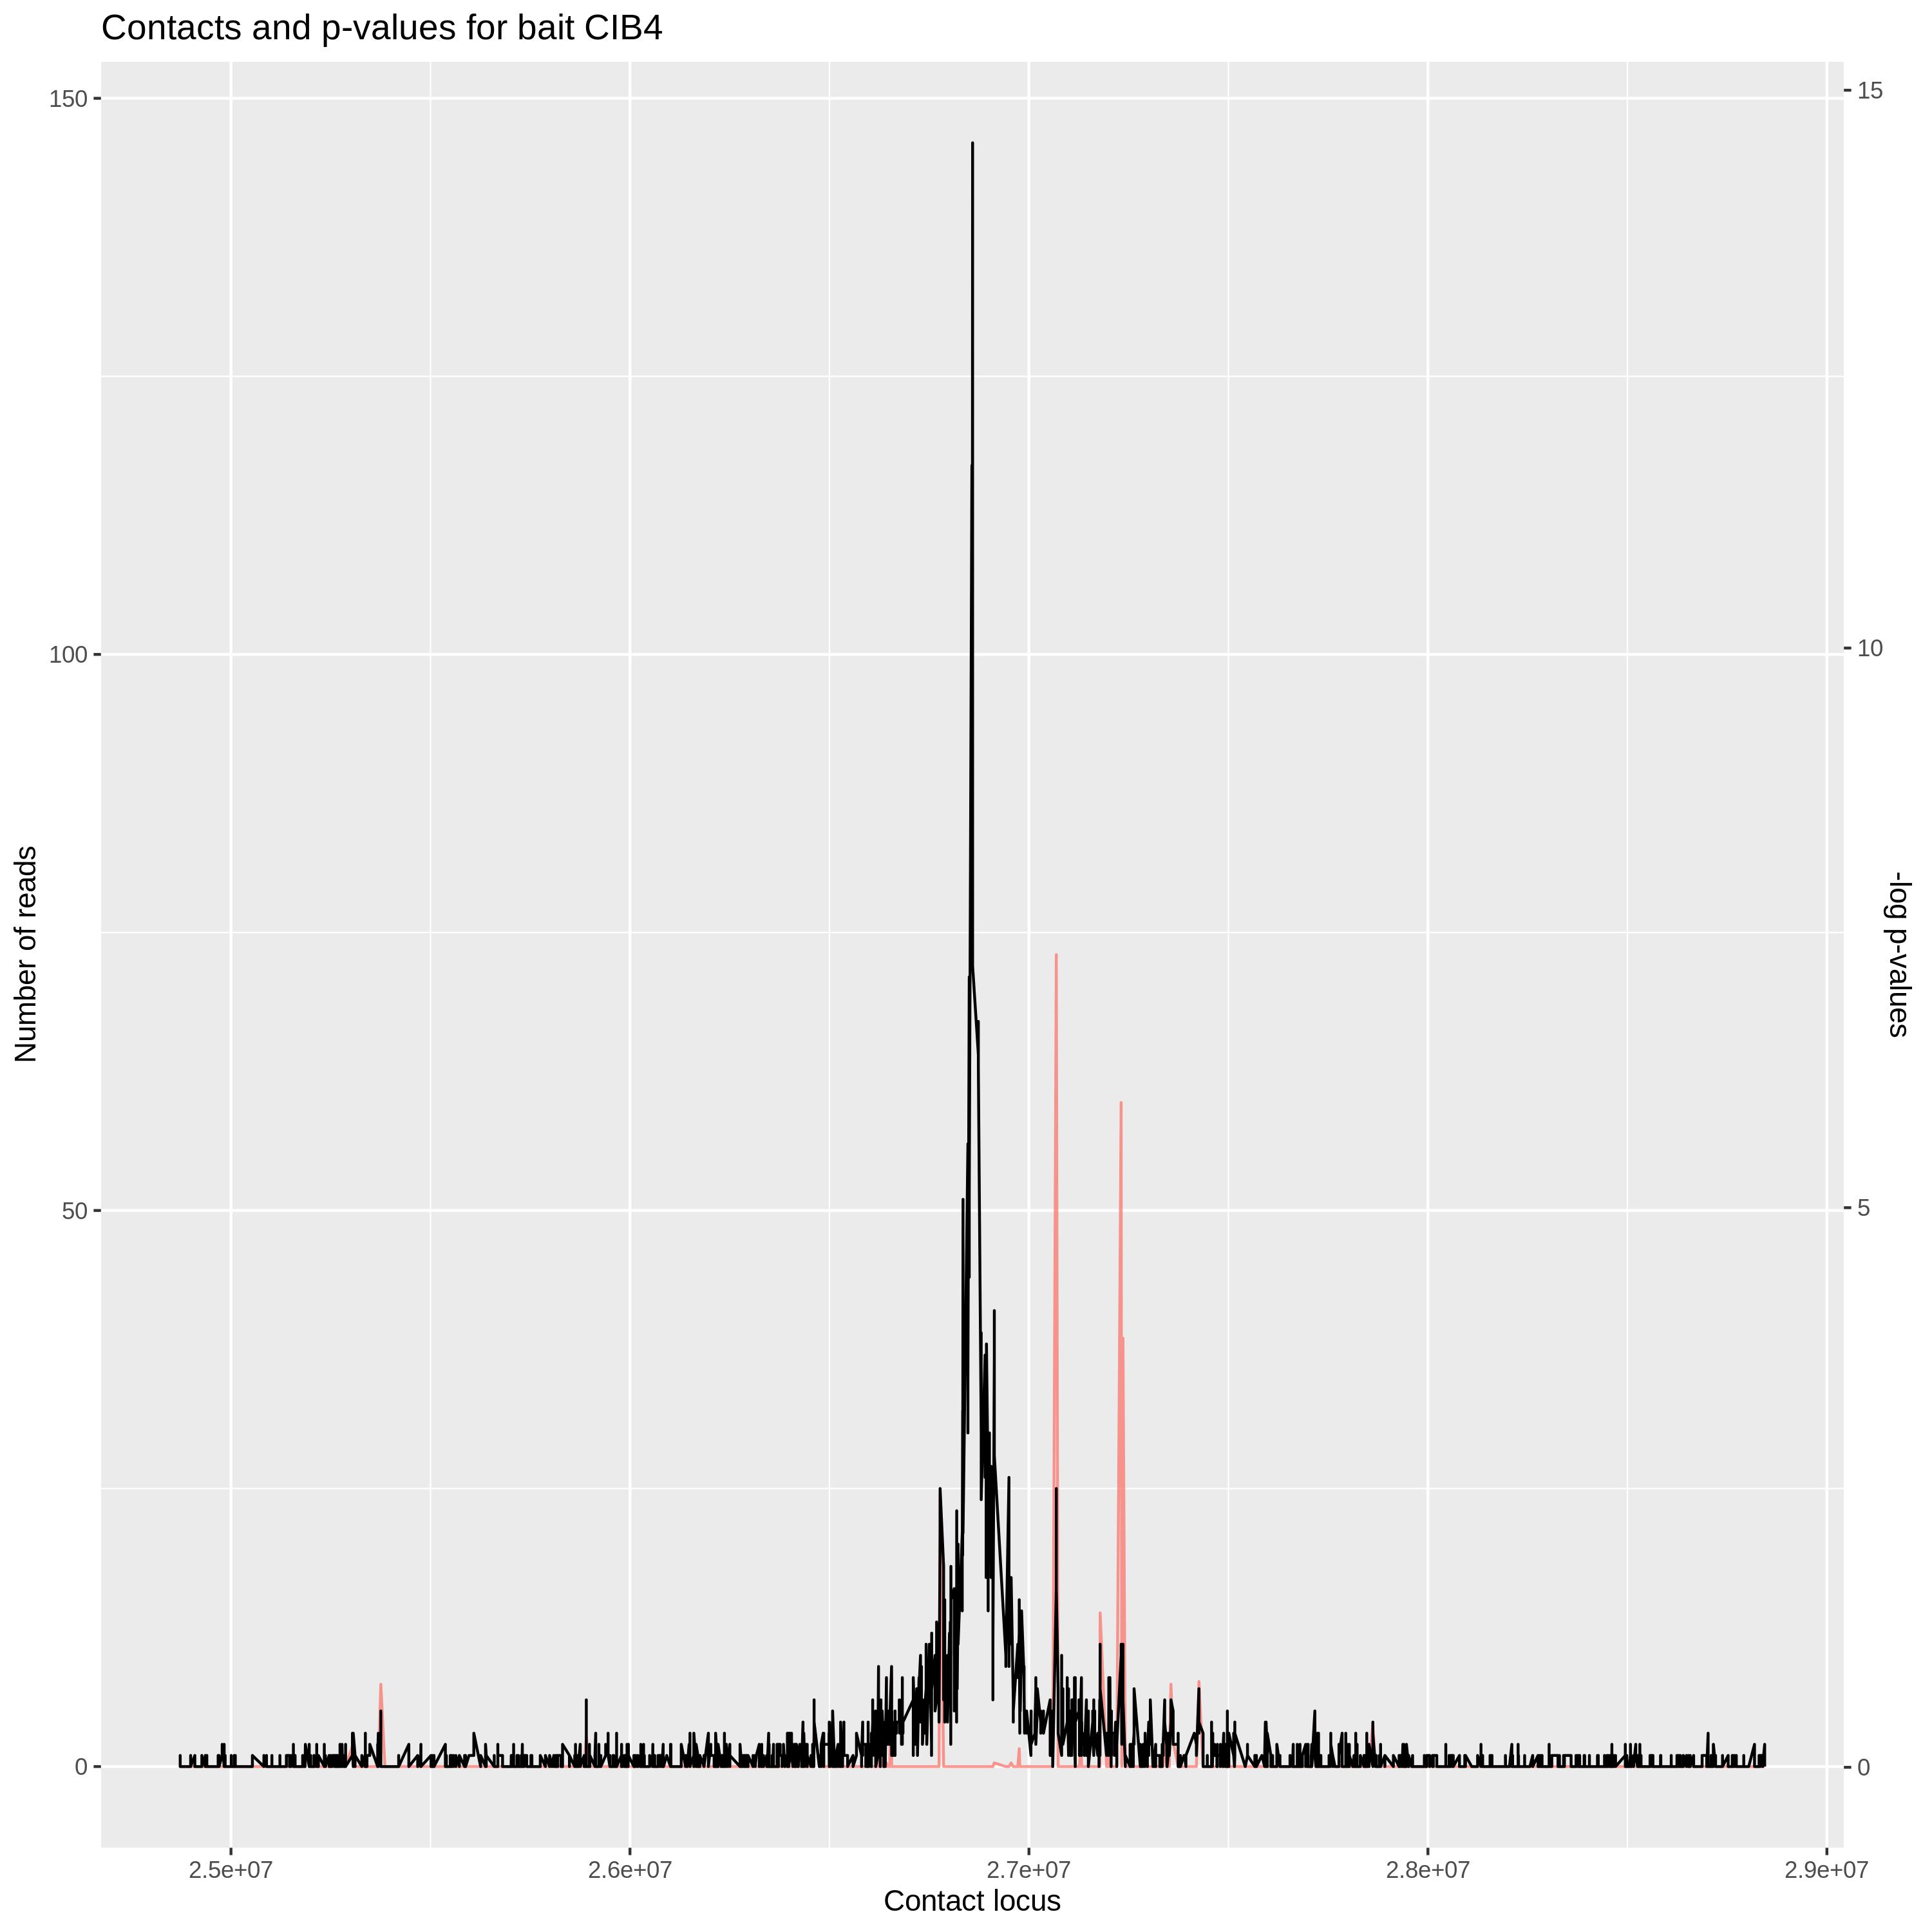 Contacts and p-values for bait CIB4
150
100
50
0
Number of reads
15
10
5
0
-log p-values
2.5e+07
2.6e+07
2.7e+07
2.8e+07
2.9e+07
Contact locus